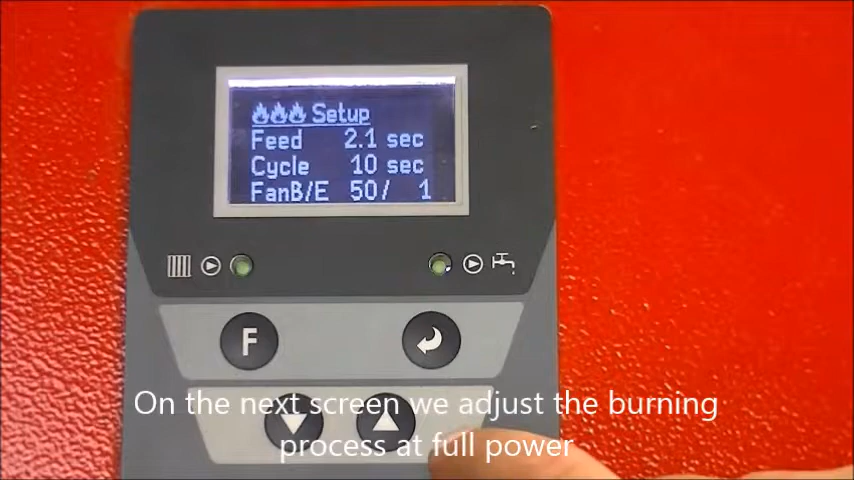 Setup
Feed 2.1 sec
Cycle 10 sec
FanB/E 50/ 1
F
On the next screen we adjust the burning
process at full power